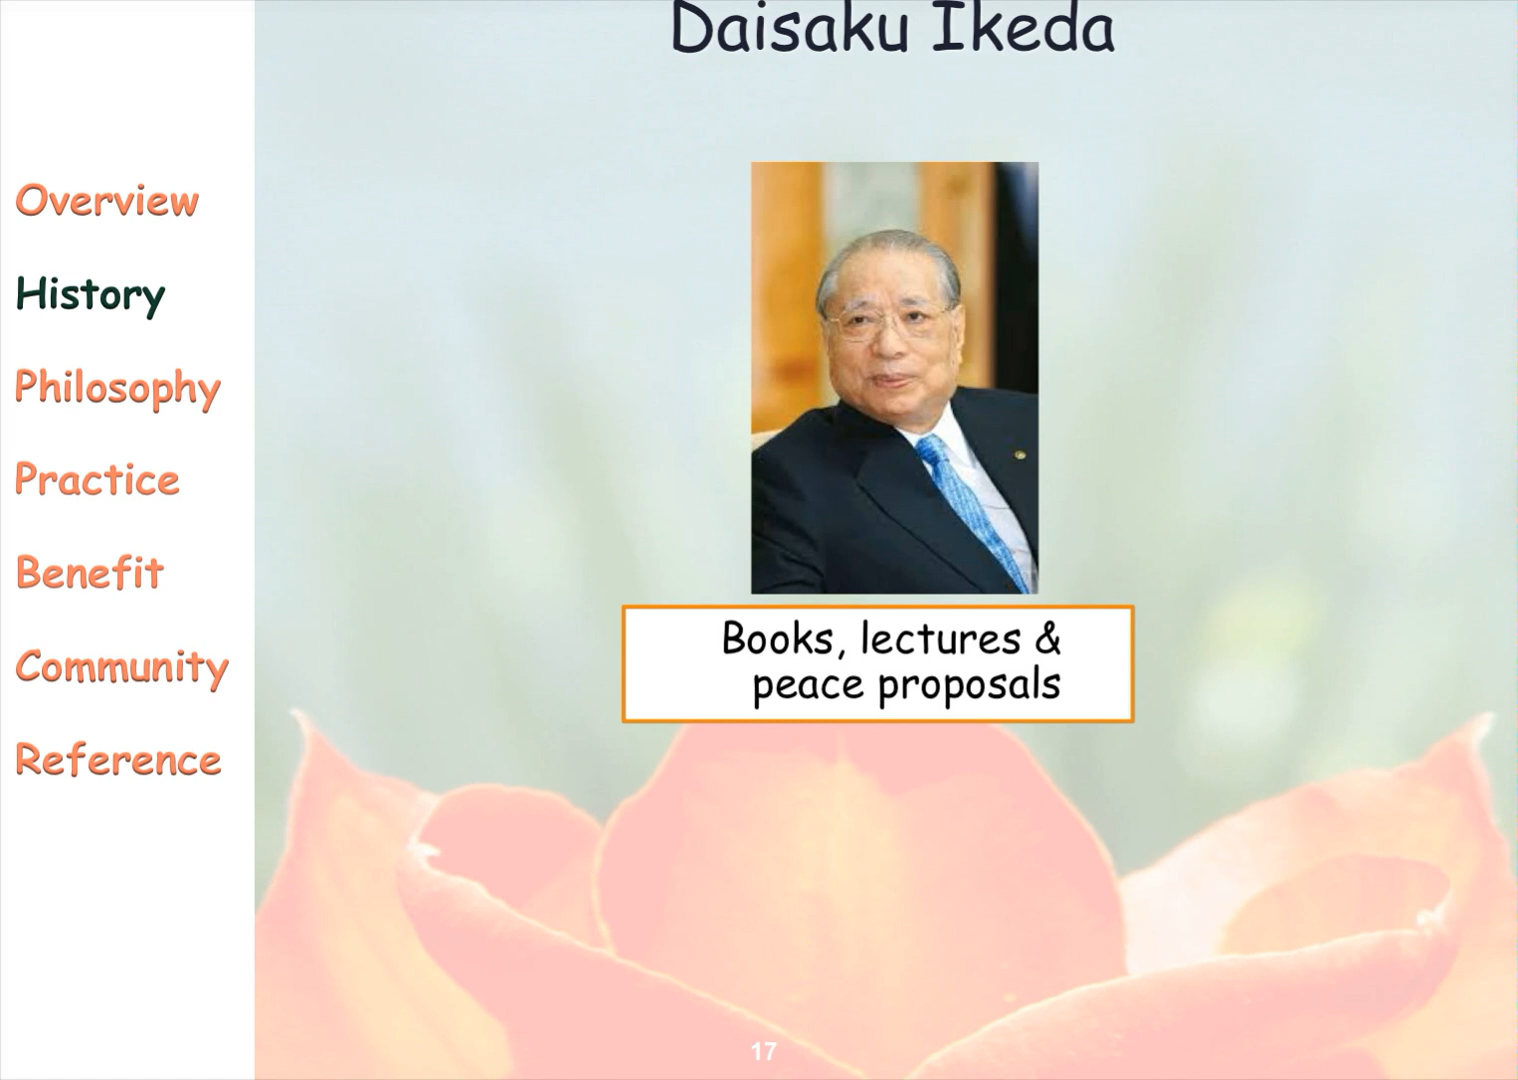 Daisaku Ikeda
Overview
History
Philosophy
Practice
Benefit
Community
Reference
Books, lectures &
peace proposals
17